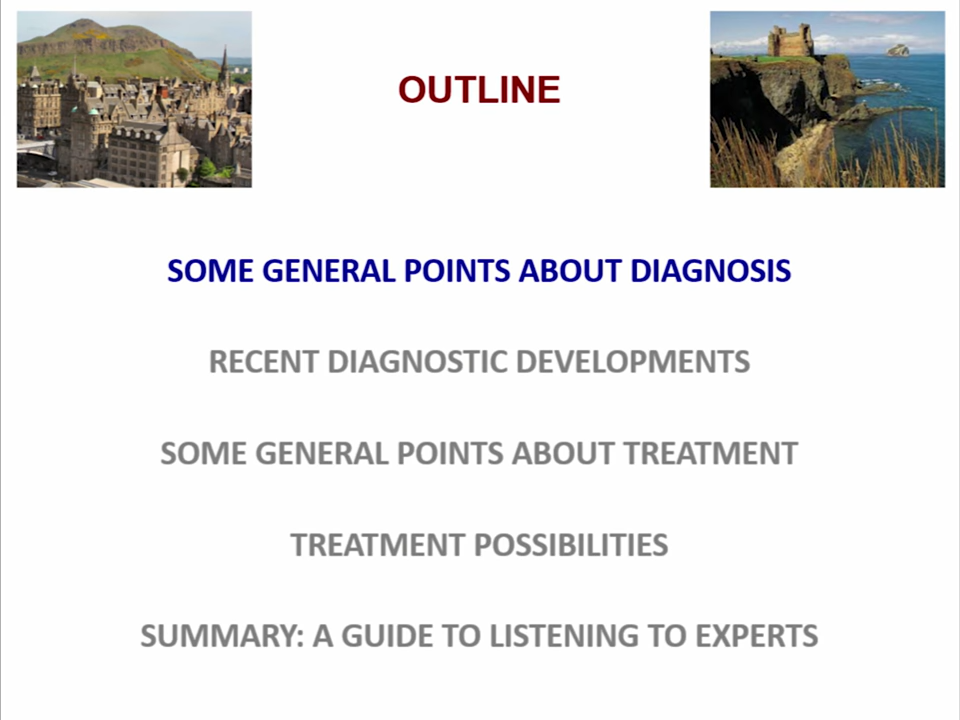 OUTLINE
SOME GENERAL POINTS ABOUT DIAGNOSIS
RECENT DIAGNOSTIC DEVELOPMENTS
SOME GENERAL POINTS ABOUT TREATMENT
TREATMENT POSSIBILITIES
SUMMARY: A GUIDE TO LISTENING TO EXPERTS